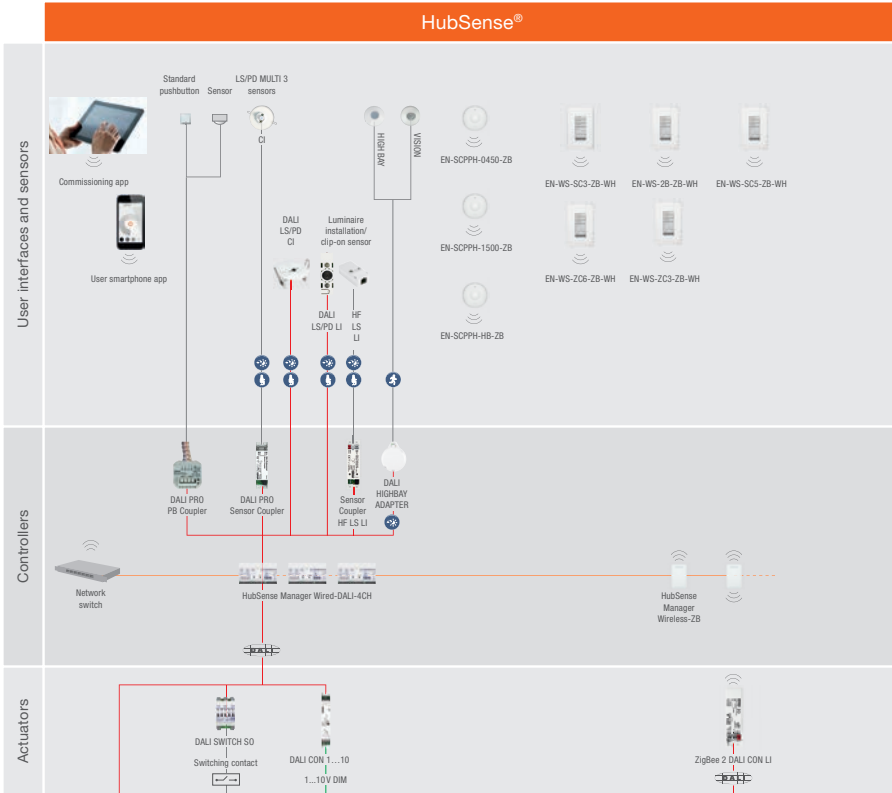 HubSense®
User interfaces and sensors
Standard
pushbutton
Sensor
LS/PD MULTI 3
sensors
CI
HIGH BAY
VISION
Commissioning app
User smartphone app
DALI
LS/PD
CI
Luminaire
installation/
clip-on sensor
DALI
LS/PD LI
HF
LS
LI
EN-SCPPH-0450-ZB
EN-SCPPH-1500-ZB
EN-SCPPH-HB-ZB
EN-WS-SC3-ZB-WH
EN-WS-2B-ZB-WH
EN-WS-SC5-ZB-WH
EN-WS-ZC6-ZB-WH
EN-WS-ZC3-ZB-WH
Controllers
DALI PRO
PB Coupler
DALI PRO
Sensor Coupler
Sensor
Coupler
HF LS LI
DALI
HIGHBAY
ADAPTER
Network
switch
HubSense Manager Wired-DALI-4CH
HubSense
Manager
Wireless-ZB
DALI
Actuators
DALI SWITCH SO
Switching contact
DALI CON 1…10
1...10V DIM
ZigBee 2 DALI CON LI
DALI